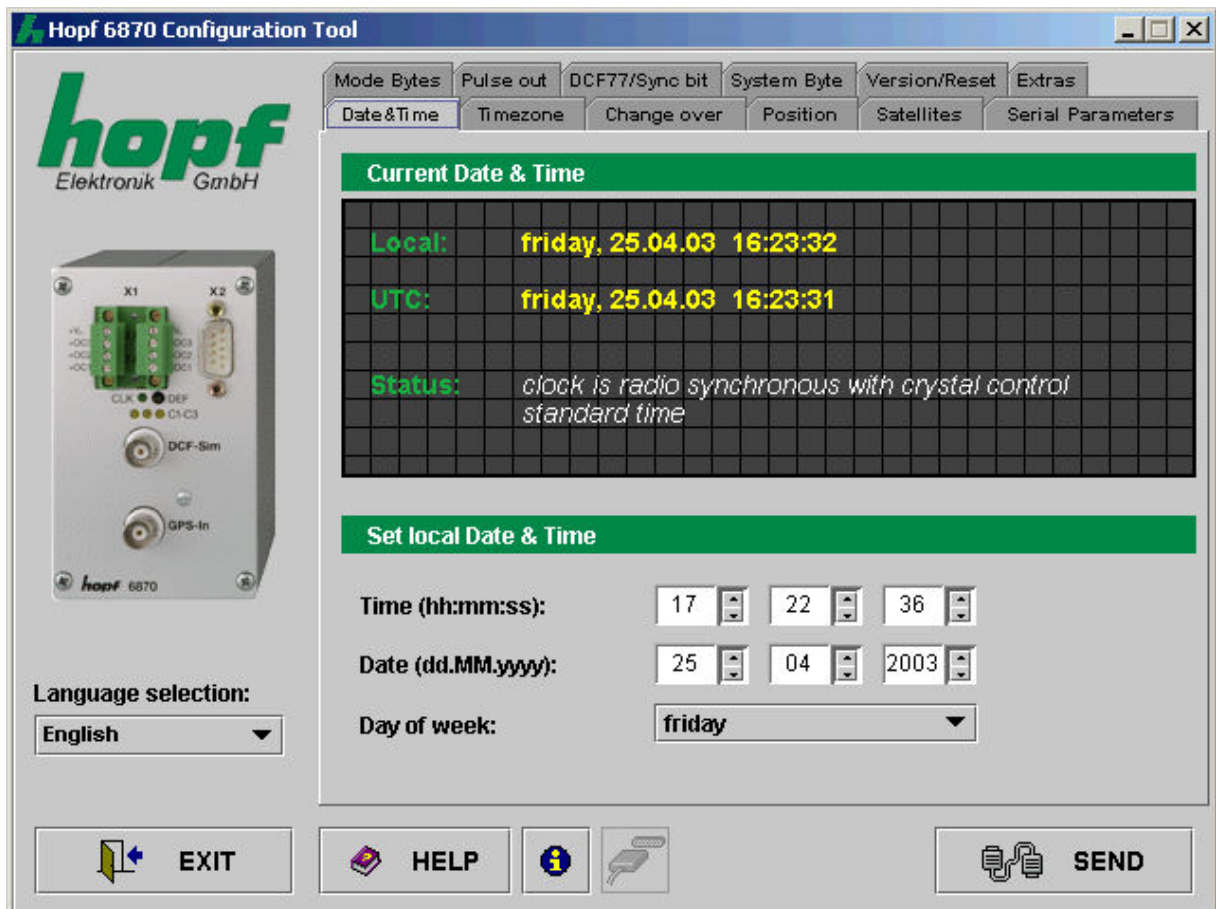 Hopf 6870 Configuration Tool
hopf
Elektronik GmbH
Mode Bytes Pulse out DCF77/Sync bit System Byte Version/Reset Extras
Date&Time Timezone Change over Position Satellites Serial Parameters
Current Date & Time
Local: friday, 25.04.03 16:23:32
UTC: friday, 25.04.03 16:23:31
Status: clock is radio synchronous with crystal control
standard time
X1 X2
CLK DEF
C1-C3
DCF-Sim
GPS-In
hopf 6870
Set local Date & Time
Time (hh:mm:ss): 17 22 36
Date (dd.MM.yyyy): 25 04 2003
Day of week: friday
Language selection:
English
EXIT HELP SEND